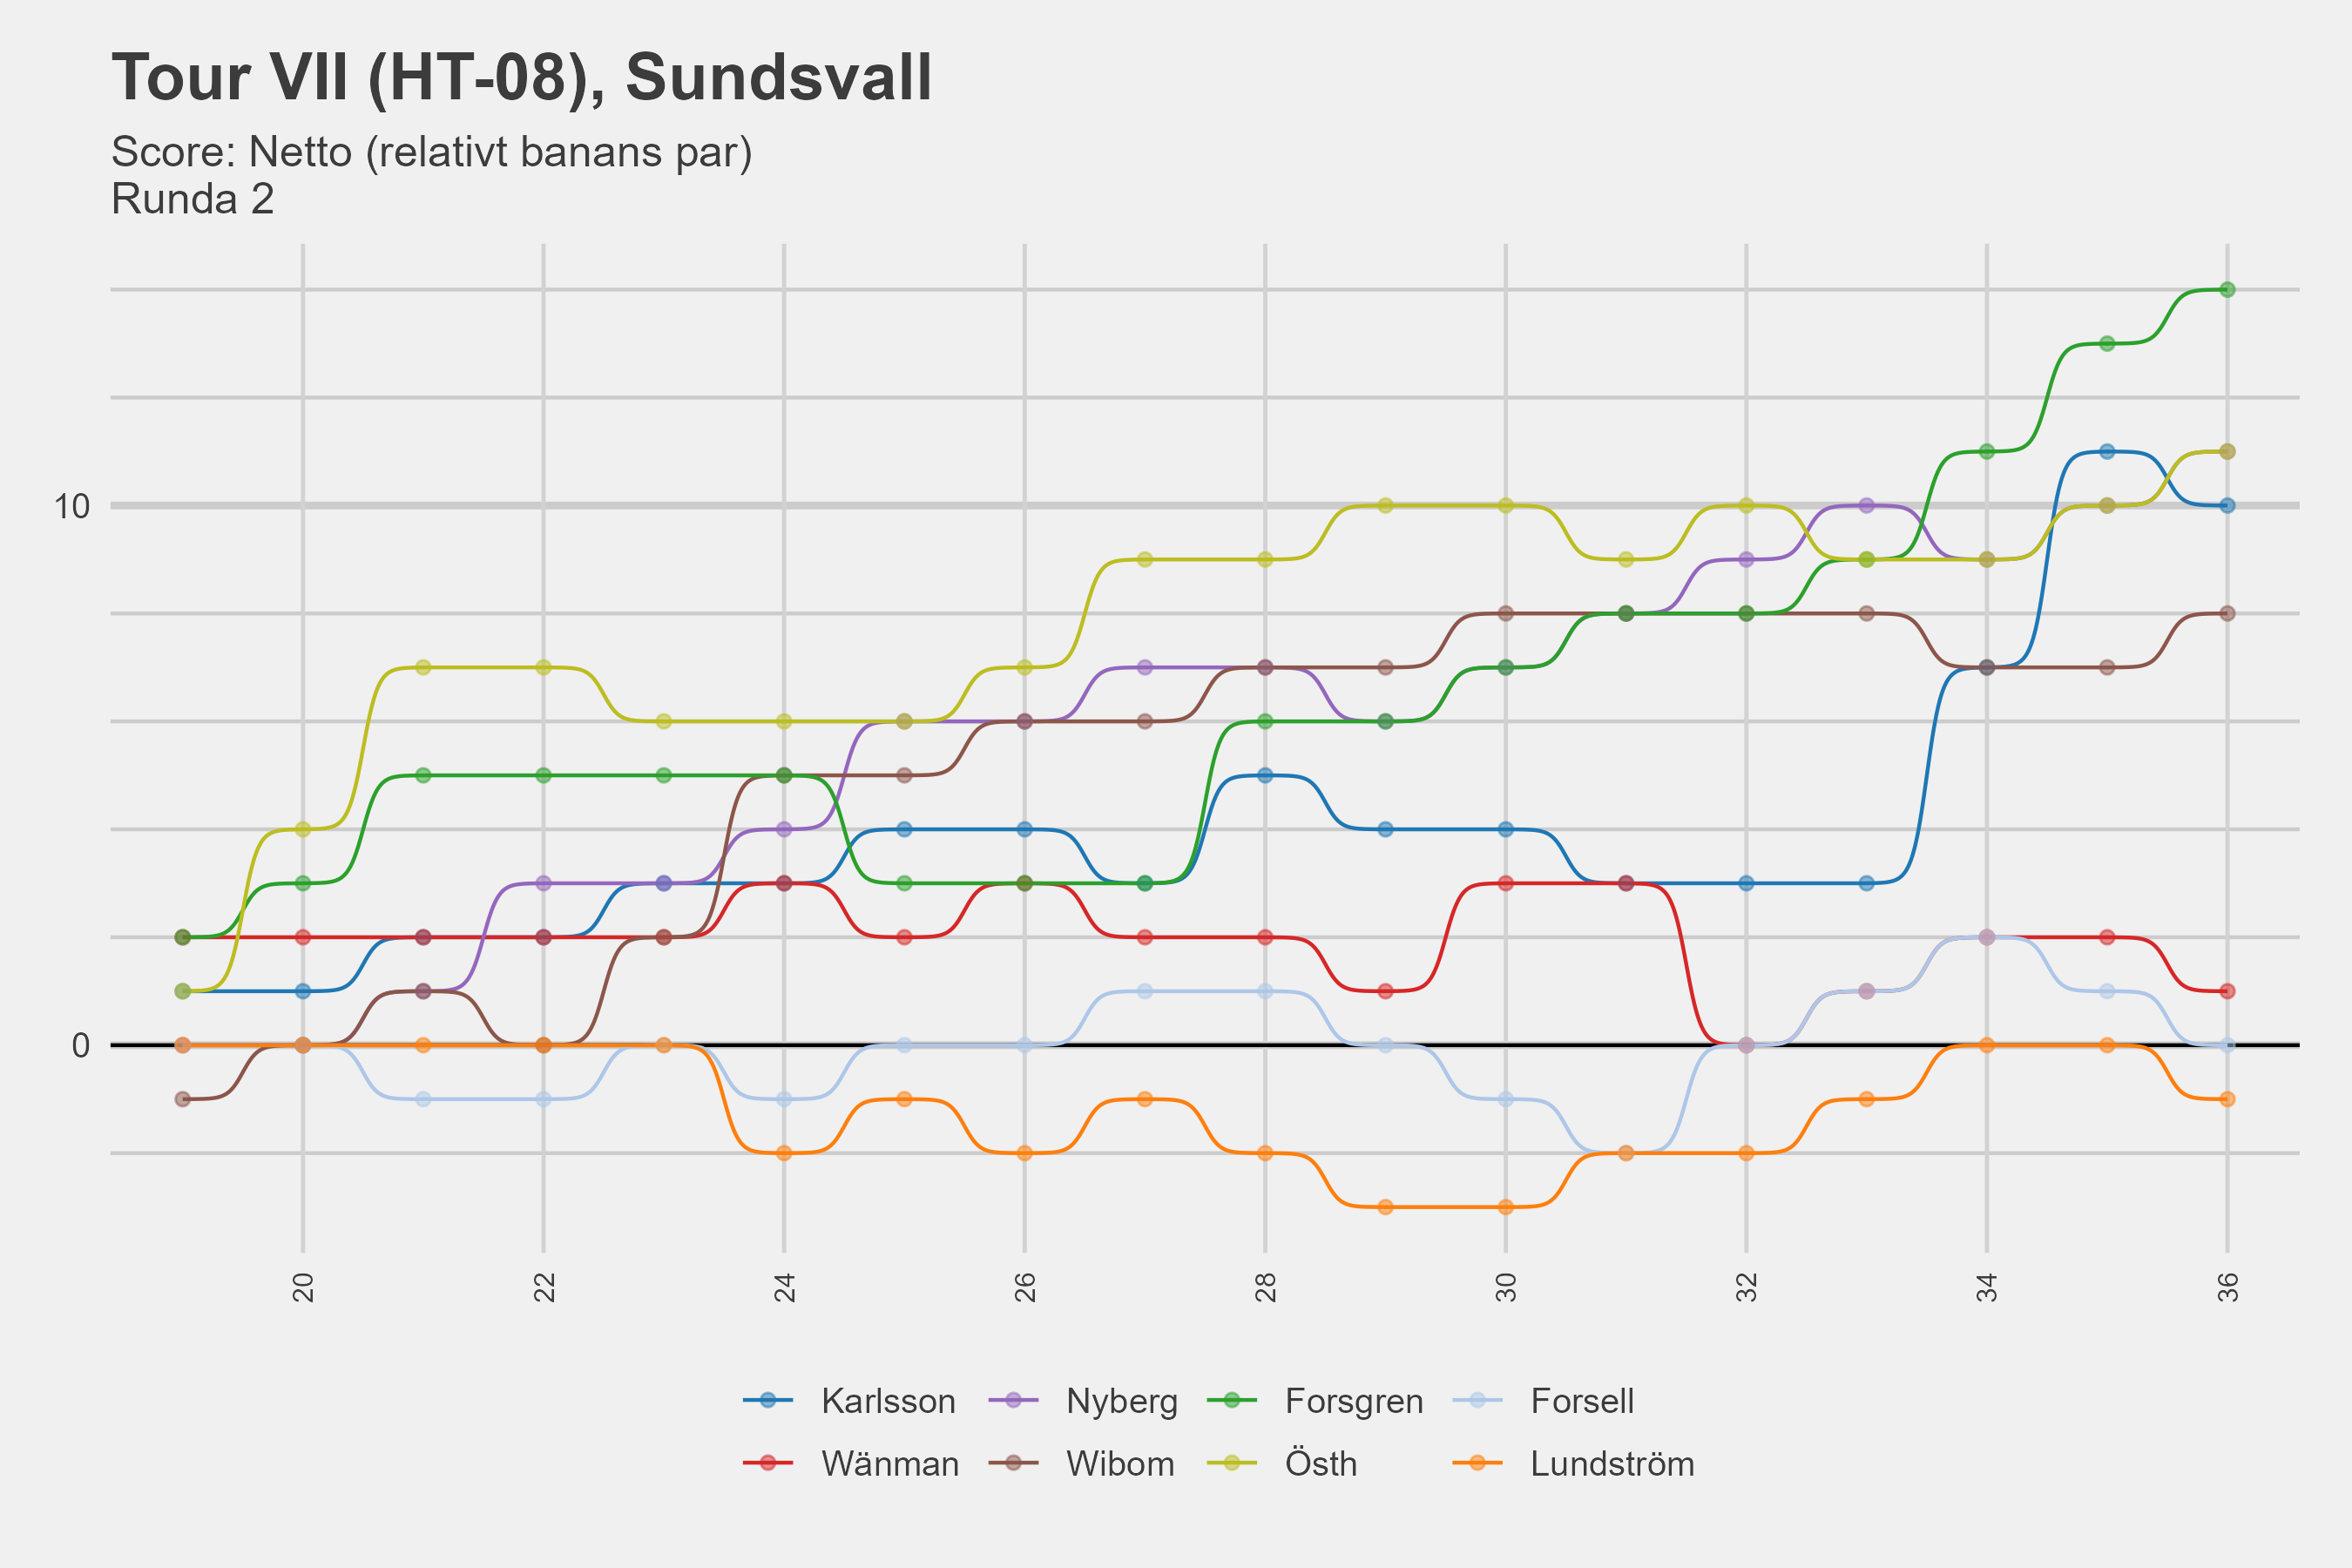 Tour VII (HT-08), Sundsvall
Score: Netto (relativt banans par)
Runda 2
10
0
20 22 24 26 28 30 32 34 36
Karlsson Nyberg Forsgren Forsell
Wänman Wibom Östh Lundström